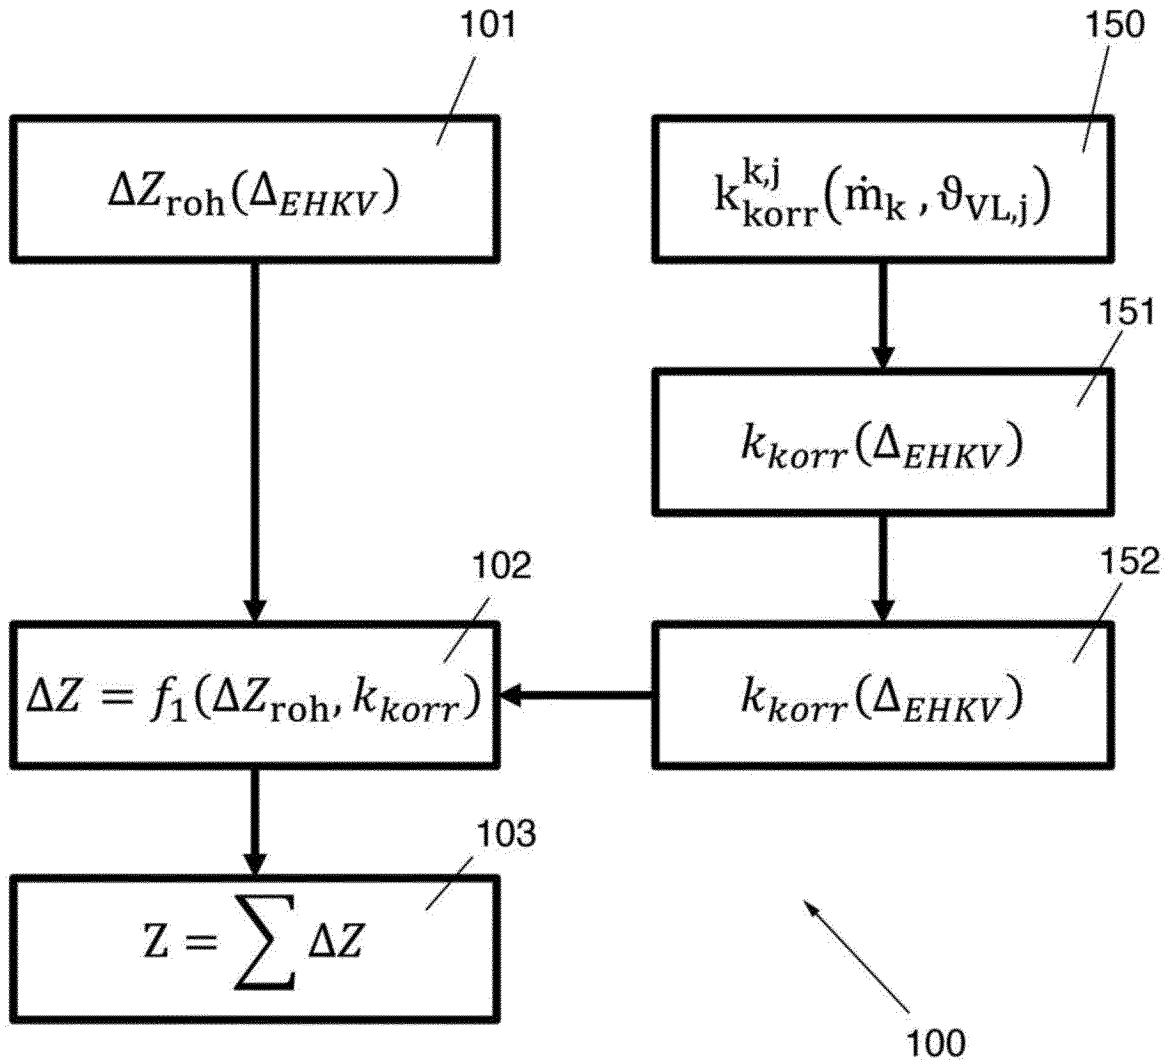 101
150
ΔZ_roh(Δ_EHKV)
k_korr^k,j(ṁ_k, ϑ_VL,j)
151
k_korr(Δ_EHKV)
102
152
ΔZ = f_1(ΔZ_roh, k_korr)
k_korr(Δ_EHKV)
103
Z = ∑ ΔZ
100